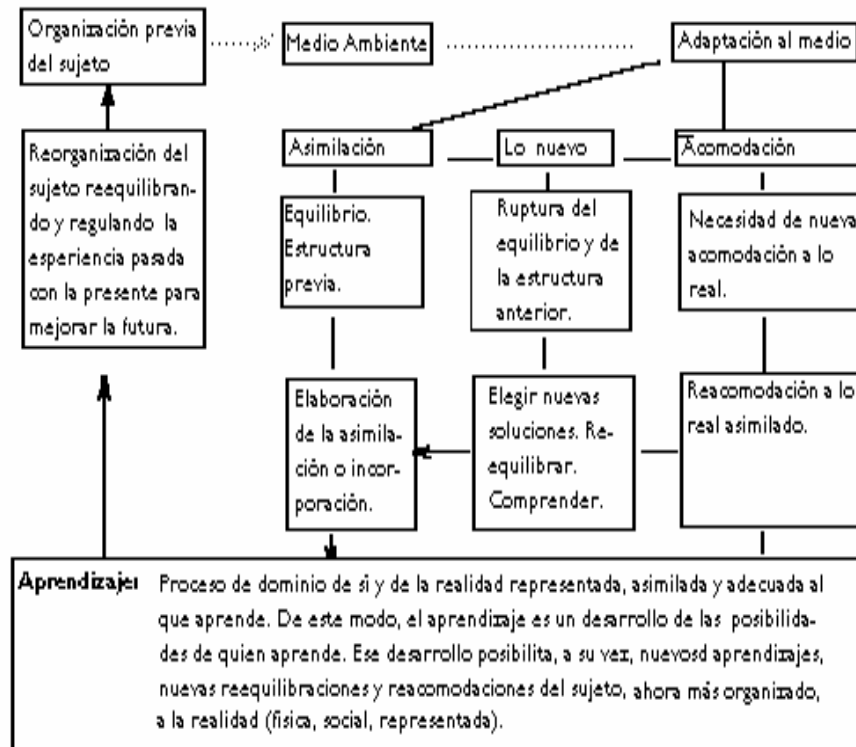 Organización previa
del sujeto
Medio Ambiente
Adaptación al medio
Reorganización del
sujeto reequilibran-
do y regulando la
esperiencia pasada
con la presente para
mejorar la futura.
Asimilación
Lo nuevo
Acomodación
Equilibrio.
Estructura
previa.
Ruptura del
equilibrio y de
la estructura
anterior.
Necesidad de nueva
acomodación a lo
real.
Elaboración
de la asimila-
ción o incor-
poración.
Elegir nuevas
soluciones. Re-
equilibrar.
Comprender.
Reacomodación a lo
real asimilado.
Aprendizaje: Proceso de dominio de sí y de la realidad representada, asimilada y adecuada al
que aprende. De este modo, el aprendizaje es un desarrollo de las posibilida-
des de quien aprende. Ese desarrollo posibilita, a su vez, nuevosd aprendizajes,
nuevas reequilibraciones y reacomodaciones del sujeto, ahora más organizado,
a la realidad (fisica, social, representada).